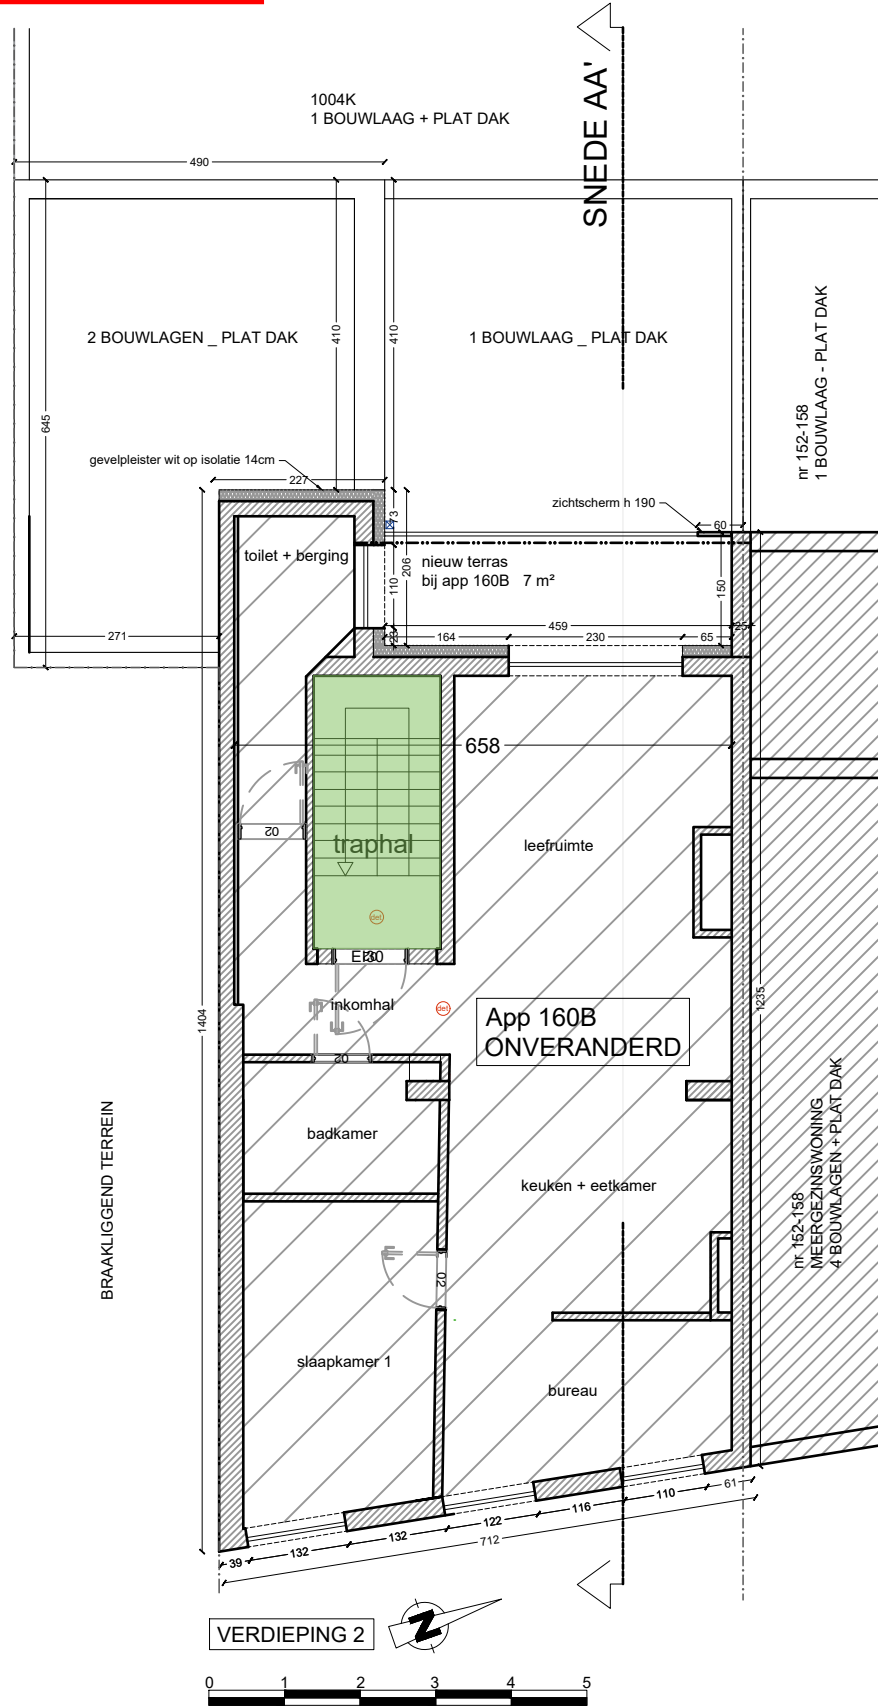 SNEDE AA'
1004K
1 BOUWLAAG + PLAT DAK
490
2 BOUWLAGEN _ PLAT DAK
410
410
1 BOUWLAAG _ PLAT DAK
nr 152-158
1 BOUWLAAG - PLAT DAK
645
gevelpleister wit op isolatie 14cm
227
zichtscherm h 190
60
73
toilet + berging
nieuw terras
bij app 160B 7 m²
206
110
150
459
25
271
23
164
230
65
658
02
traphal
leefruimte
del
EI30
inkomhal
del
App 160B
ONVERANDERD
1235
1404
02
badkamer
keuken + eetkamer
BRAAKLIGGEND TERREIN
nr 152-158
MEERGEZINSWONING
4 BOUWLAGEN + PLAT DAK
02
slaapkamer 1
bureau
39
132
132
122
116
110
61
712
VERDIEPING 2
N
0 1 2 3 4 5